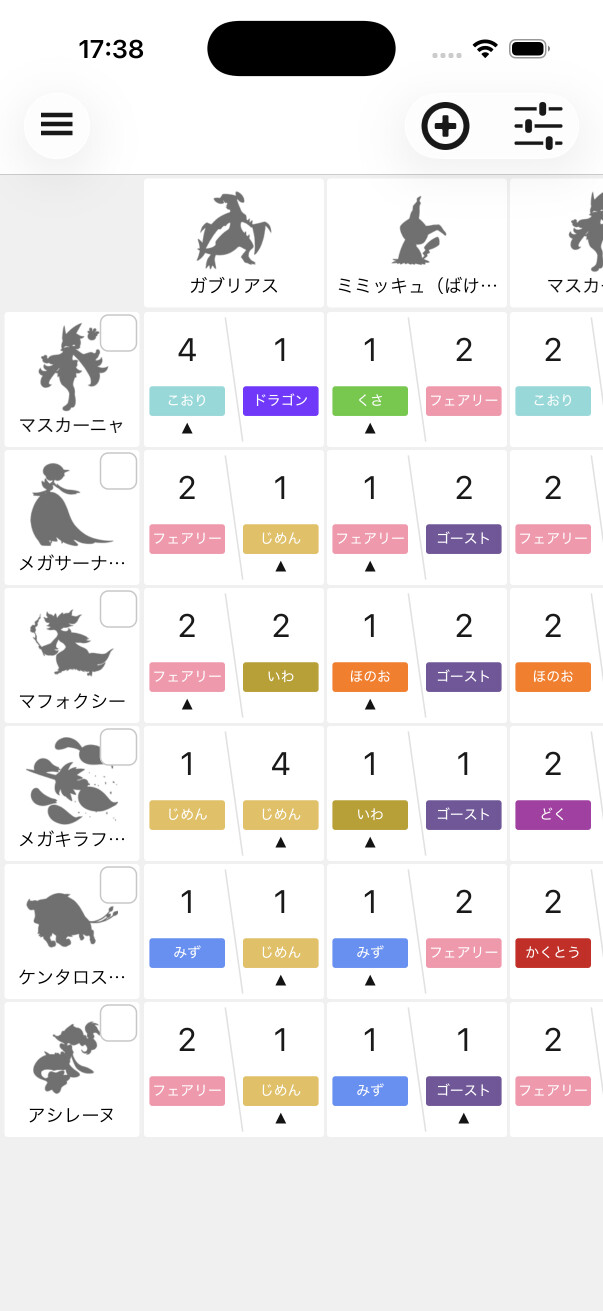 17:38
ガブリアス
ミミッキュ（ばけ…
マスカ
マスカーニャ
4 1 1 2 2
こおり ドラゴン くさ フェアリー こおり
▲ ▲
メガサーナ…
2 1 1 2 2
フェアリー じめん フェアリー ゴースト フェアリー
▲ ▲
マフォクシー
2 2 1 2 2
フェアリー いわ ほのお ゴースト ほのお
▲ ▲
メガキラフ…
1 4 1 1 2
じめん じめん いわ ゴースト どく
▲ ▲
ケンタロス…
1 1 1 2 2
みず じめん みず フェアリー かくとう
▲ ▲
アシレーヌ
2 1 1 1 2
フェアリー じめん みず ゴースト フェアリー
▲ ▲